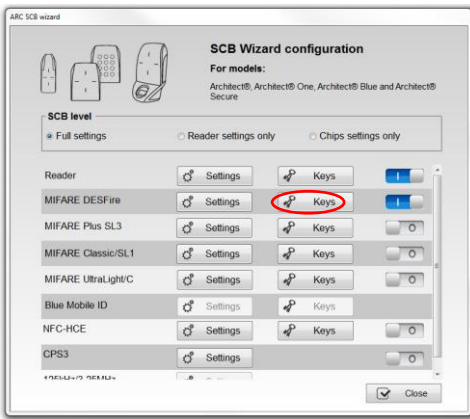 ARC SCB wizard
SCB Wizard configuration
For models:
Architect®, Architect® One, Architect® Blue and Architect®
Secure
SCB level
Full settings
Reader settings only
Chips settings only
Reader Settings Keys I
MIFARE DESFire Settings Keys I
MIFARE Plus SL3 Settings Keys O
MIFARE Classic/SL1 Settings Keys O
MIFARE UltraLight/C Settings Keys O
Blue Mobile ID Settings Keys
NFC-HCE Settings Keys O
CPS3 Settings O
125kHz/3.25MHz
Close